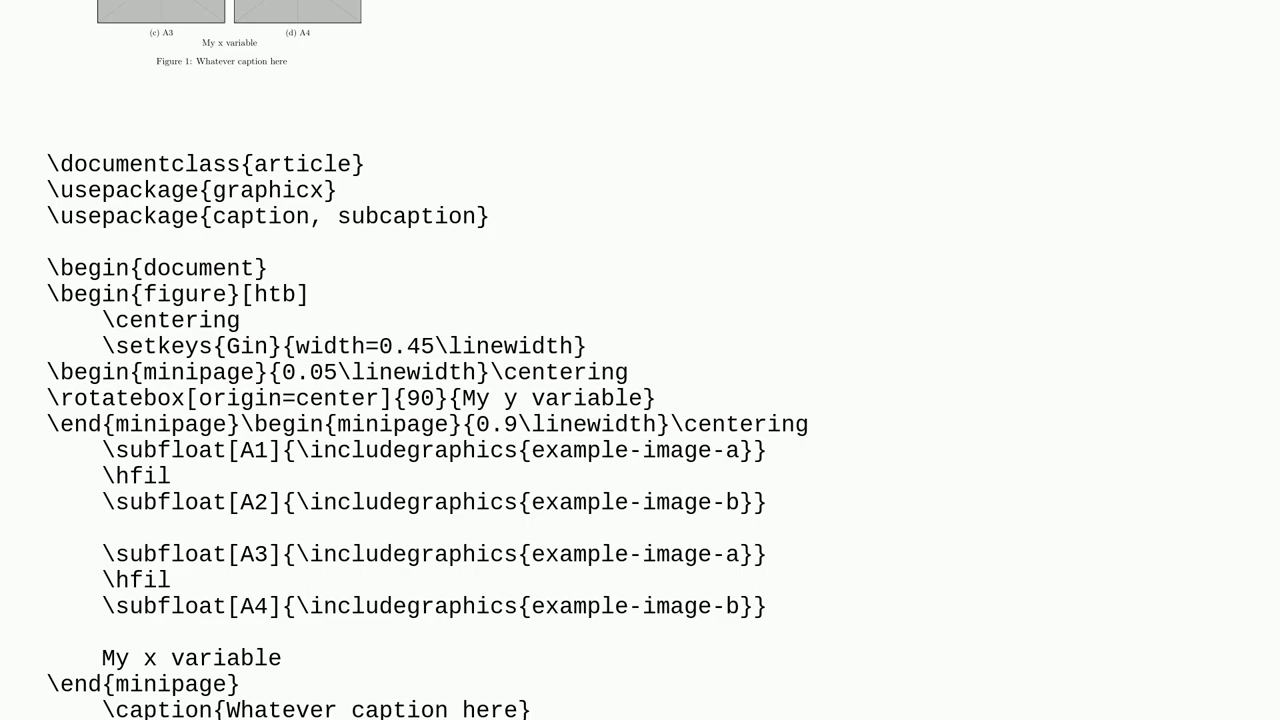 (c) A3 (d) A4
My x variable
Figure 1: Whatever caption here
\documentclass{article}
\usepackage{graphicx}
\usepackage{caption, subcaption}
\begin{document}
\begin{figure}[htb]
\centering
\setkeys{Gin}{width=0.45\linewidth}
\begin{minipage}{0.05\linewidth}\centering
\rotatebox[origin=center]{90}{My y variable}
\end{minipage}\begin{minipage}{0.9\linewidth}\centering
\subfloat[A1]{\includegraphics{example-image-a}}
\hfil
\subfloat[A2]{\includegraphics{example-image-b}}
\subfloat[A3]{\includegraphics{example-image-a}}
\hfil
\subfloat[A4]{\includegraphics{example-image-b}}
My x variable
\end{minipage}
\caption{Whatever caption here}